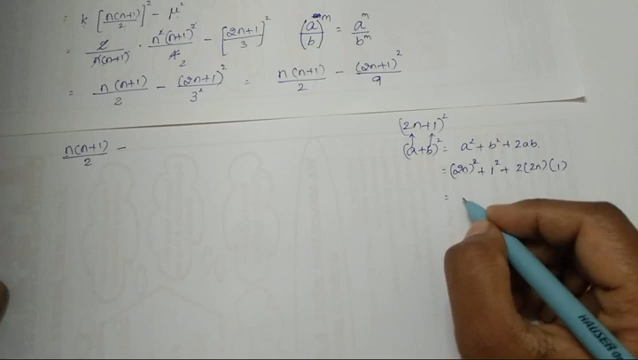 = k [n(n+1)/2]² - μ²
= 2/n(n+1) · n²(n+1)²/4 2 - [2n+1/3]² (a/b)^m = a^m/b^m
= n(n+1)/2 - (2n+1)²/3² = n(n+1)/2 - (2n+1)²/9
(2n+1)²
n(n+1)/2 - (a+b)² = a² + b² + 2ab.
= (2n)² + 1² + 2(2n)(1)
=
HAUSER